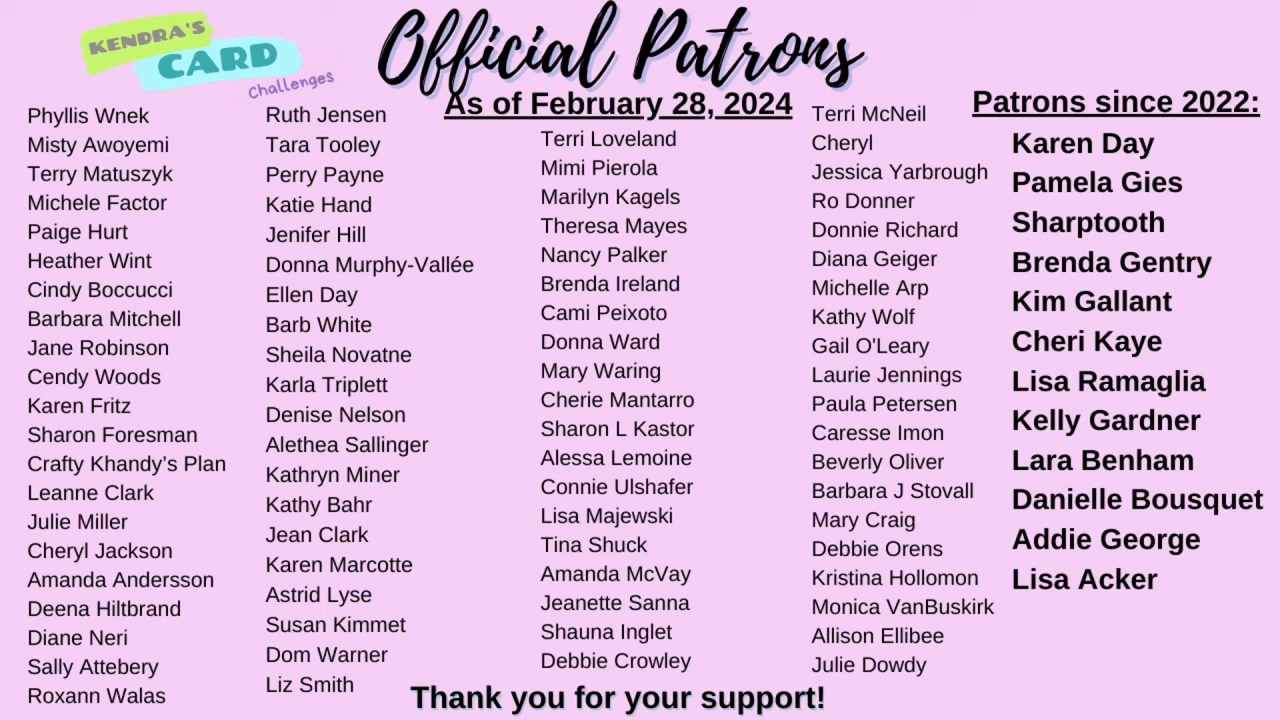 KENDRA'S
CARD
Challenges
Official Patrons
As of February 28, 2024
Phyllis Wnek
Misty Awoyemi
Terry Matuszyk
Michele Factor
Paige Hurt
Heather Wint
Cindy Boccucci
Barbara Mitchell
Jane Robinson
Cendy Woods
Karen Fritz
Sharon Foresman
Crafty Khandy’s Plan
Leanne Clark
Julie Miller
Cheryl Jackson
Amanda Andersson
Deena Hiltbrand
Diane Neri
Sally Attebery
Roxann Walas
Ruth Jensen
Tara Tooley
Perry Payne
Katie Hand
Jenifer Hill
Donna Murphy-Vallée
Ellen Day
Barb White
Sheila Novatne
Karla Triplett
Denise Nelson
Alethea Sallinger
Kathryn Miner
Kathy Bahr
Jean Clark
Karen Marcotte
Astrid Lyse
Susan Kimmet
Dom Warner
Liz Smith
Terri Loveland
Mimi Pierola
Marilyn Kagels
Theresa Mayes
Nancy Palker
Brenda Ireland
Cami Peixoto
Donna Ward
Mary Waring
Cherie Mantarro
Sharon L Kastor
Alessa Lemoine
Connie Ulshafer
Lisa Majewski
Tina Shuck
Amanda McVay
Jeanette Sanna
Shauna Inglet
Debbie Crowley
Terri McNeil
Cheryl
Jessica Yarbrough
Ro Donner
Donnie Richard
Diana Geiger
Michelle Arp
Kathy Wolf
Gail O'Leary
Laurie Jennings
Paula Petersen
Caresse Imon
Beverly Oliver
Barbara J Stovall
Mary Craig
Debbie Orens
Kristina Hollomon
Monica VanBuskirk
Allison Ellibee
Julie Dowdy
Patrons since 2022:
Karen Day
Pamela Gies
Sharptooth
Brenda Gentry
Kim Gallant
Cheri Kaye
Lisa Ramaglia
Kelly Gardner
Lara Benham
Danielle Bousquet
Addie George
Lisa Acker
Thank you for your support!